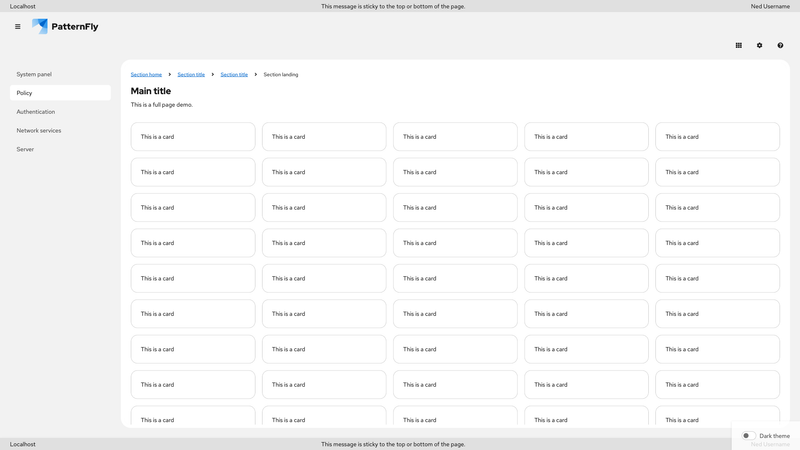 Localhost This message is sticky to the top or bottom of the page. Ned Username
PatternFly
System panel
Policy
Authentication
Network services
Server
Section home Section title Section title Section landing
Main title
This is a full page demo.
This is a card This is a card This is a card This is a card This is a card
This is a card This is a card This is a card This is a card This is a card
This is a card This is a card This is a card This is a card This is a card
This is a card This is a card This is a card This is a card This is a card
This is a card This is a card This is a card This is a card This is a card
This is a card This is a card This is a card This is a card This is a card
This is a card This is a card This is a card This is a card This is a card
This is a card This is a card This is a card This is a card This is a card
This is a card This is a card This is a card This is a card This is a card
Dark theme
Localhost This message is sticky to the top or bottom of the page. Ned Username